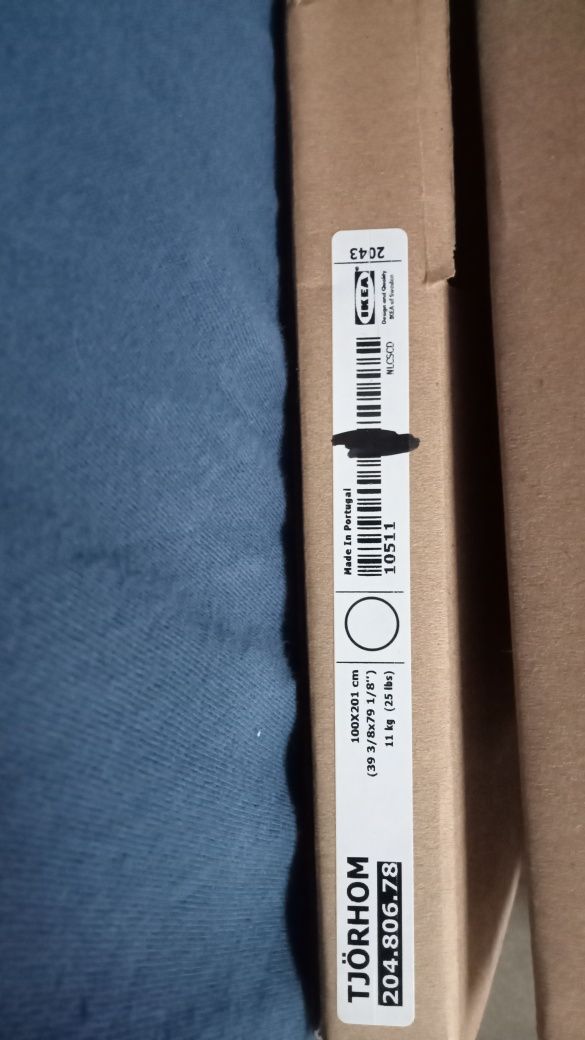 TJÖRHOM
204.806.78
100X201 cm
(39 3/8x79 1/8")
11 kg (25 lbs)
Made In Portugal
10511
NLCSCD
IKEA®
Design and Quality
IKEA of Sweden
2043